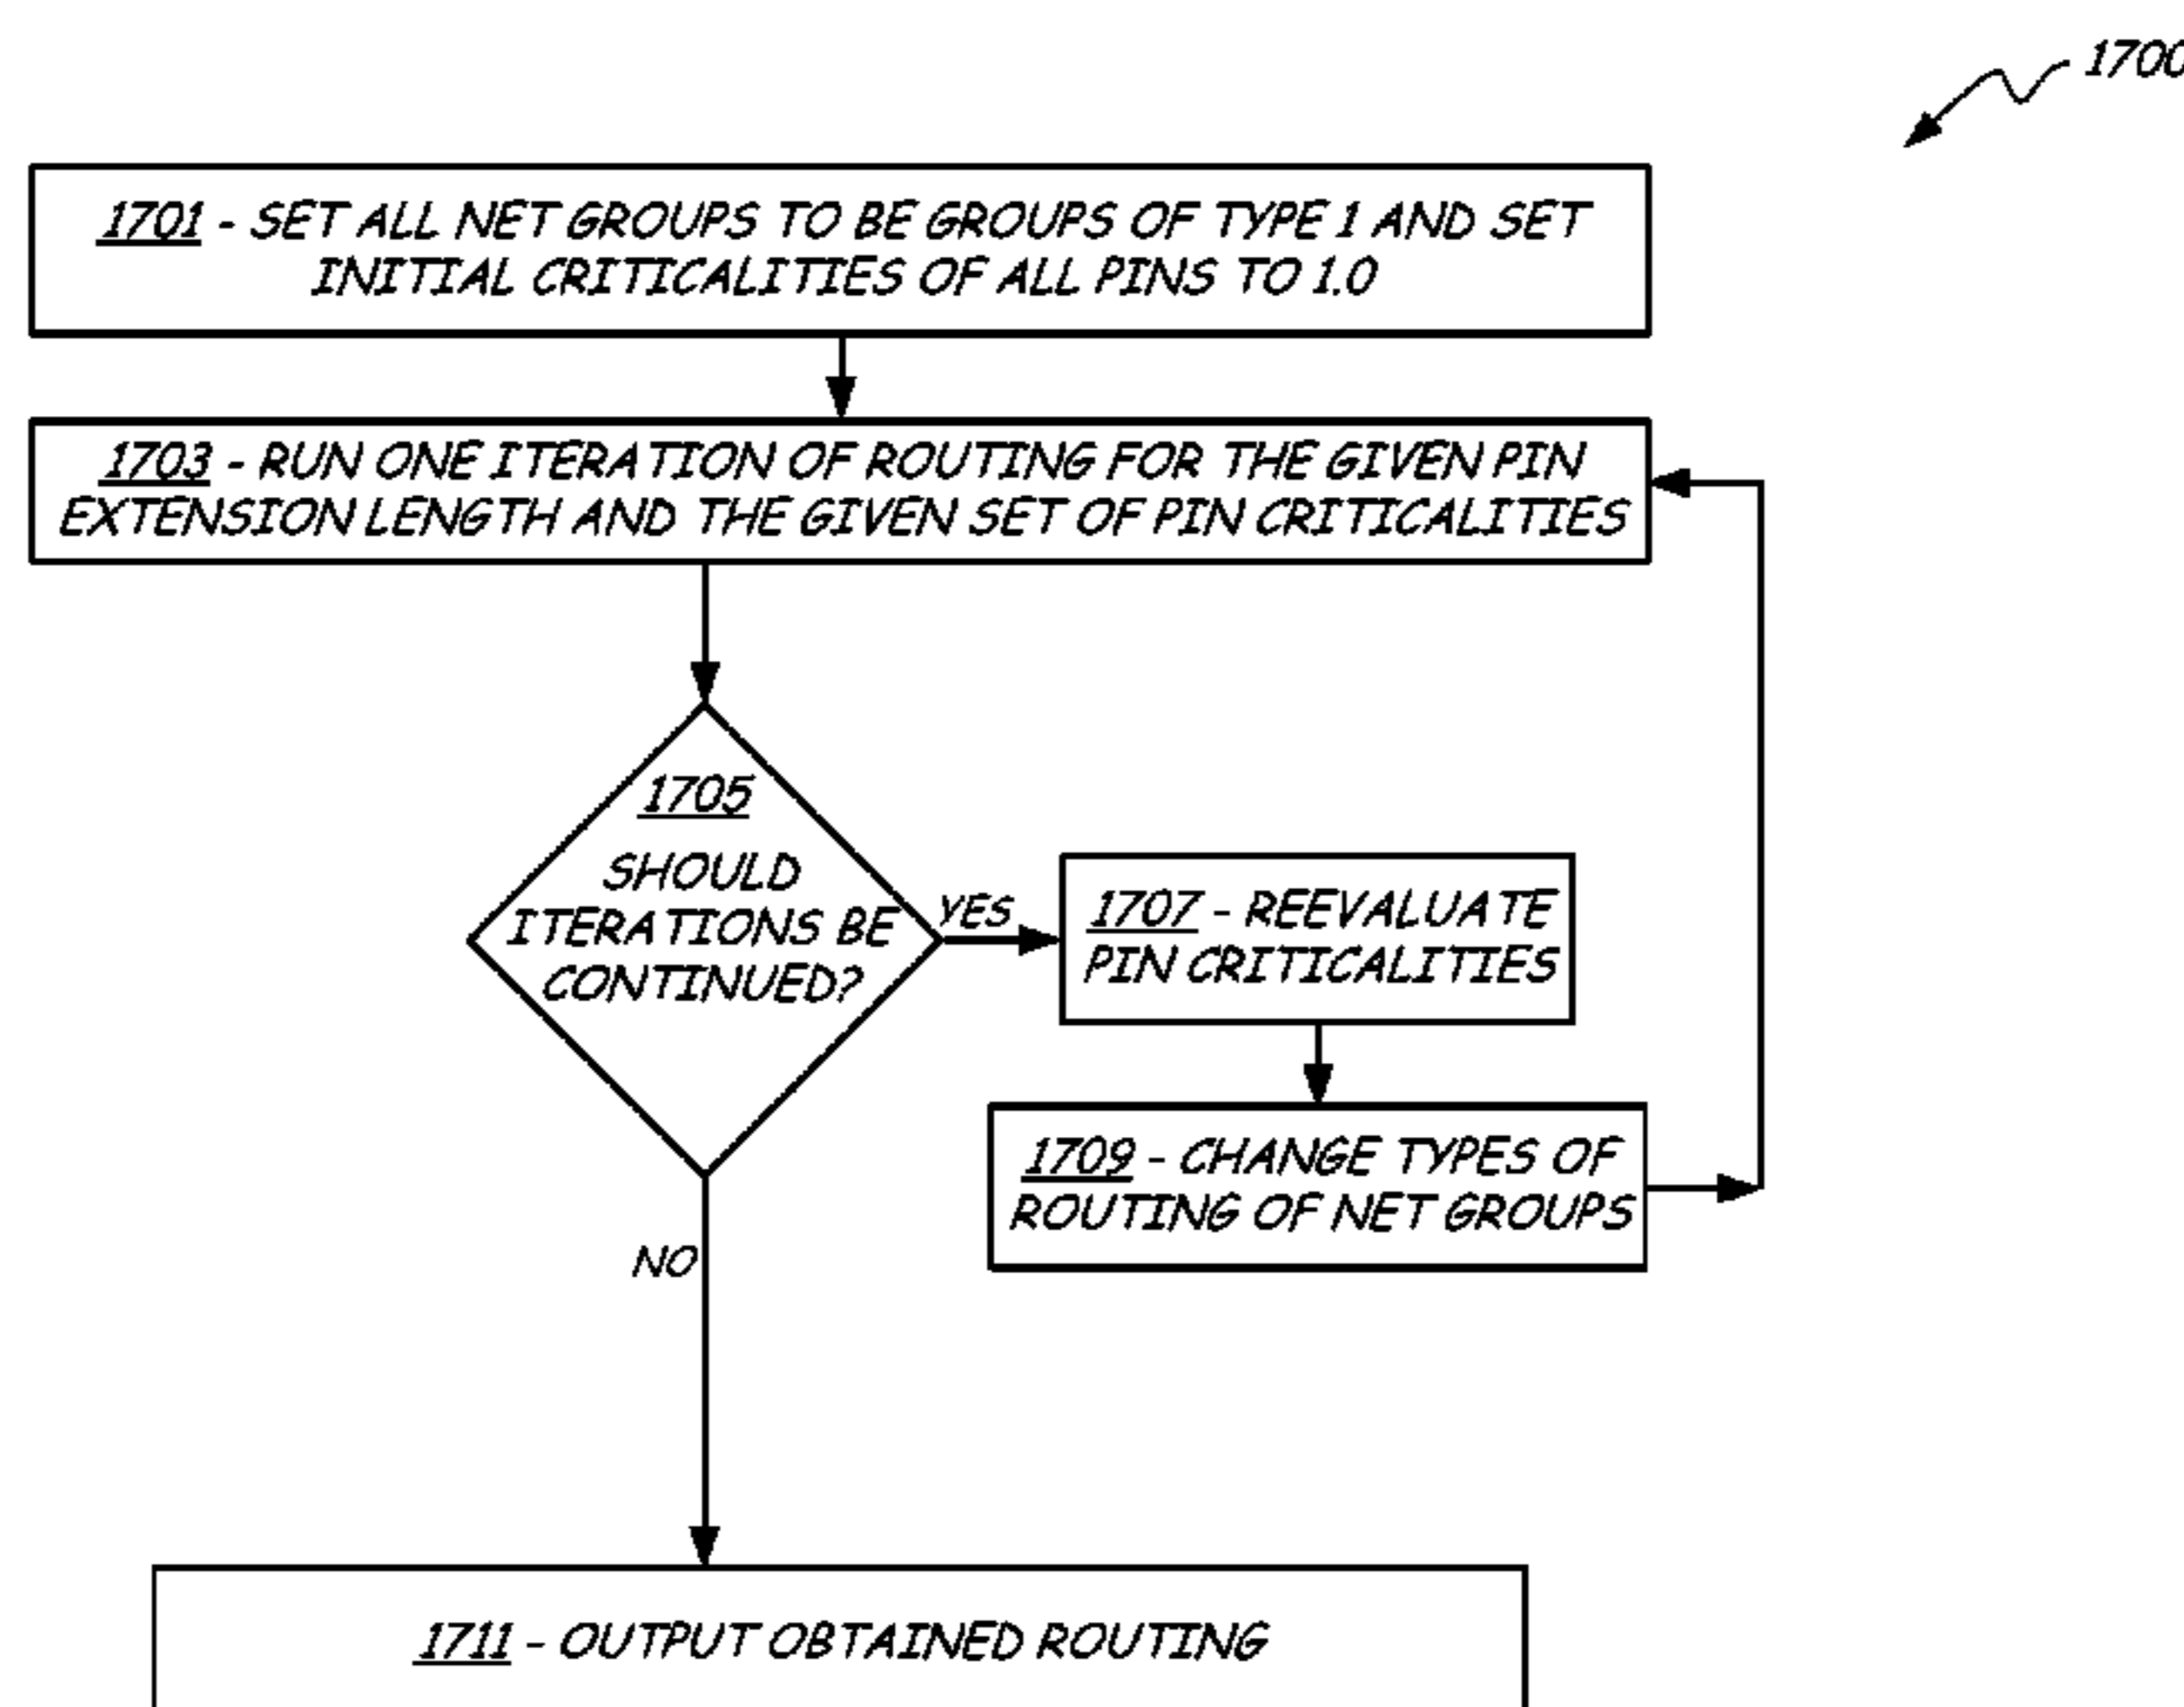 1700
1701 - SET ALL NET GROUPS TO BE GROUPS OF TYPE 1 AND SET
INITIAL CRITICALITIES OF ALL PINS TO 1.0
1703 - RUN ONE ITERATION OF ROUTING FOR THE GIVEN PIN
EXTENSION LENGTH AND THE GIVEN SET OF PIN CRITICALITIES
1705
SHOULD
ITERATIONS BE
CONTINUED?
YES
1707 - REEVALUATE
PIN CRITICALITIES
1709 - CHANGE TYPES OF
ROUTING OF NET GROUPS
NO
1711 - OUTPUT OBTAINED ROUTING